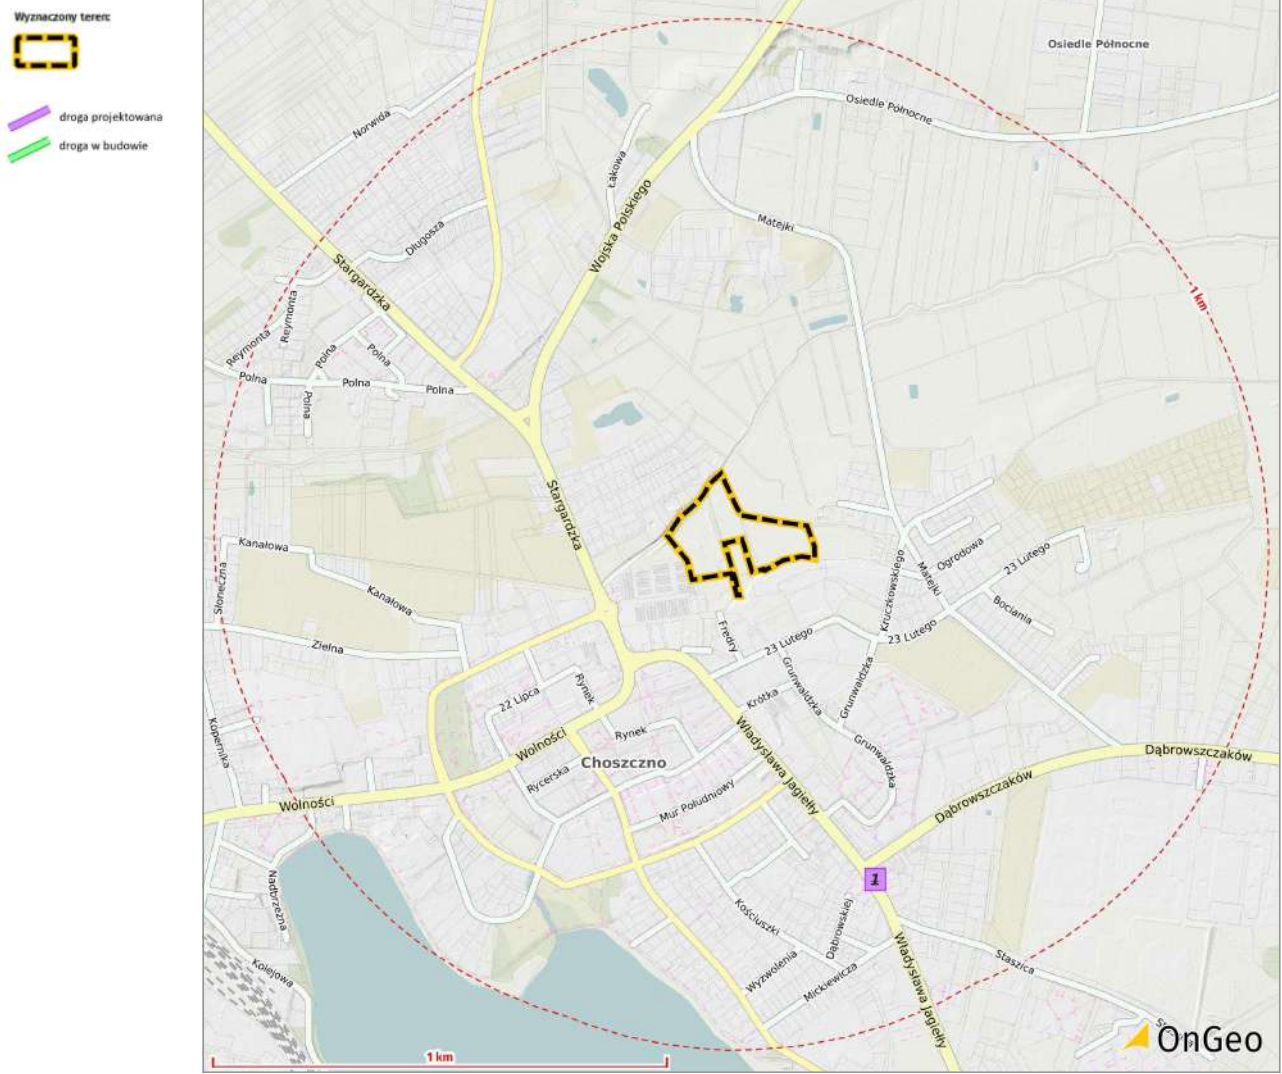 Wyznaczony teren:
droga projektowana
droga w budowie
Osiedle Północne
Osiedle Północne
Norwida
Łąkowa
Matejki
Długosza
Wojska Polskiego
Stargardzka
1 km
Reymonta
Reymonta
Polna
Polna
Polna
Polna
Polna
Polna
Stargardzka
Kanałowa
Ogrodowa
23 Lutego
Słoneczna
Kruczkowskiego
Matejki
Kanałowa
Bociania
Fredry
23 Lutego
23 Lutego
Zielna
Grunwaldzka
Grunwaldzka
22 Lipca
Rynek
Krótka
Kopernika
Wolności
Rynek
Władysława Jagiełły
Grunwaldzka
Dąbrowszczaków
Choszczno
Rycerska
Dąbrowszczaków
Mur Południowy
Wolności
1
Nadbrzeżna
Kościuszki
Dąbrowskiej
Władysława Jagiełły
Staszica
Wyzwolenia
Kolejowa
Mickiewicza
OnGeo
1 km